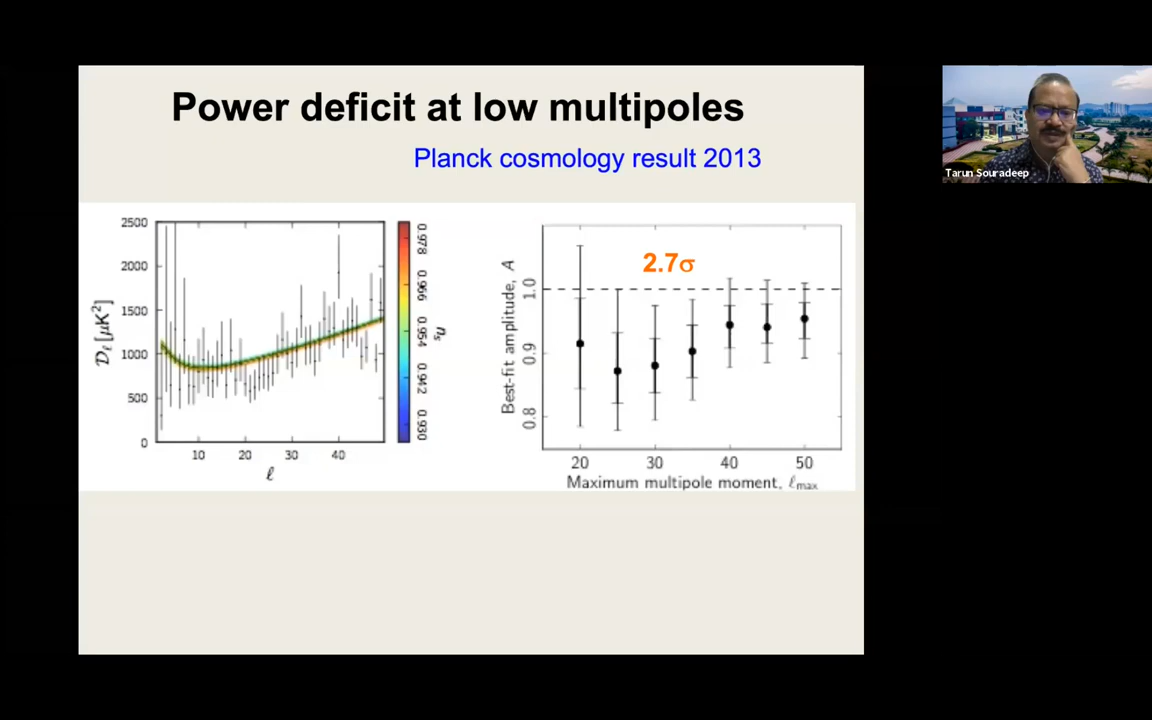 Power deficit at low multipoles
Planck cosmology result 2013
Tarun Souradeep
2500
2000
1500
1000
500
0
𝒟ℓ [μK²]
10 20 30 40
ℓ
0.978
0.966
0.954
0.942
0.930
nₛ
2.7σ
Best-fit amplitude, A
1.0
0.9
0.8
20 30 40 50
Maximum multipole moment, ℓmax